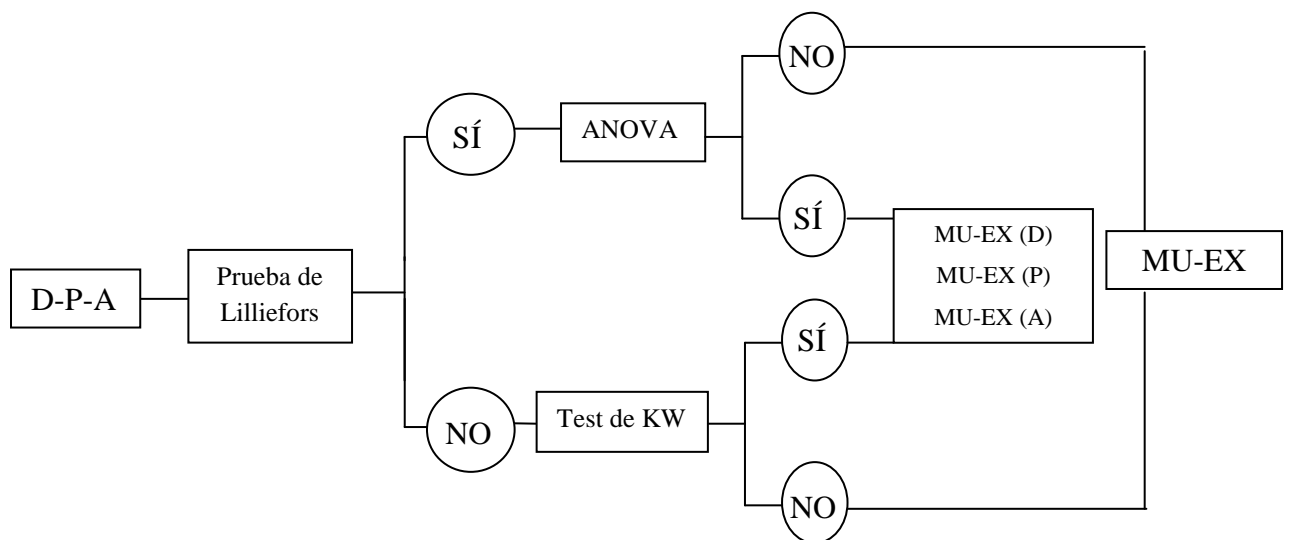 D-P-A
Prueba de
Lilliefors
SÍ
ANOVA
NO
SÍ
MU-EX (D)
MU-EX (P)
MU-EX (A)
MU-EX
NO
Test de KW
SÍ
NO